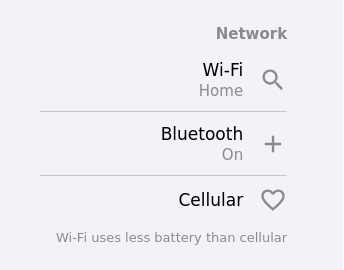 Network
Wi-Fi
Home
Bluetooth
On
Cellular
Wi-Fi uses less battery than cellular